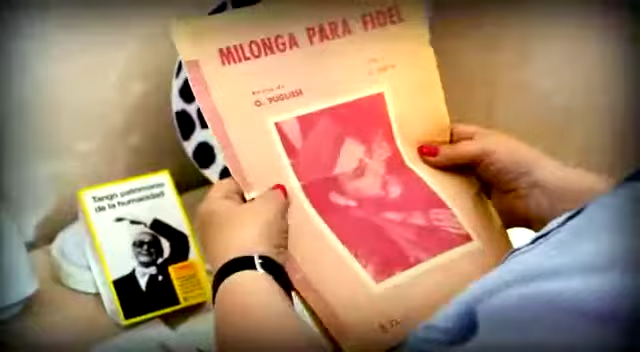 MILONGA PARA FIDEL
O. PUGLIESE
Tango patrimonio
de la humanidad